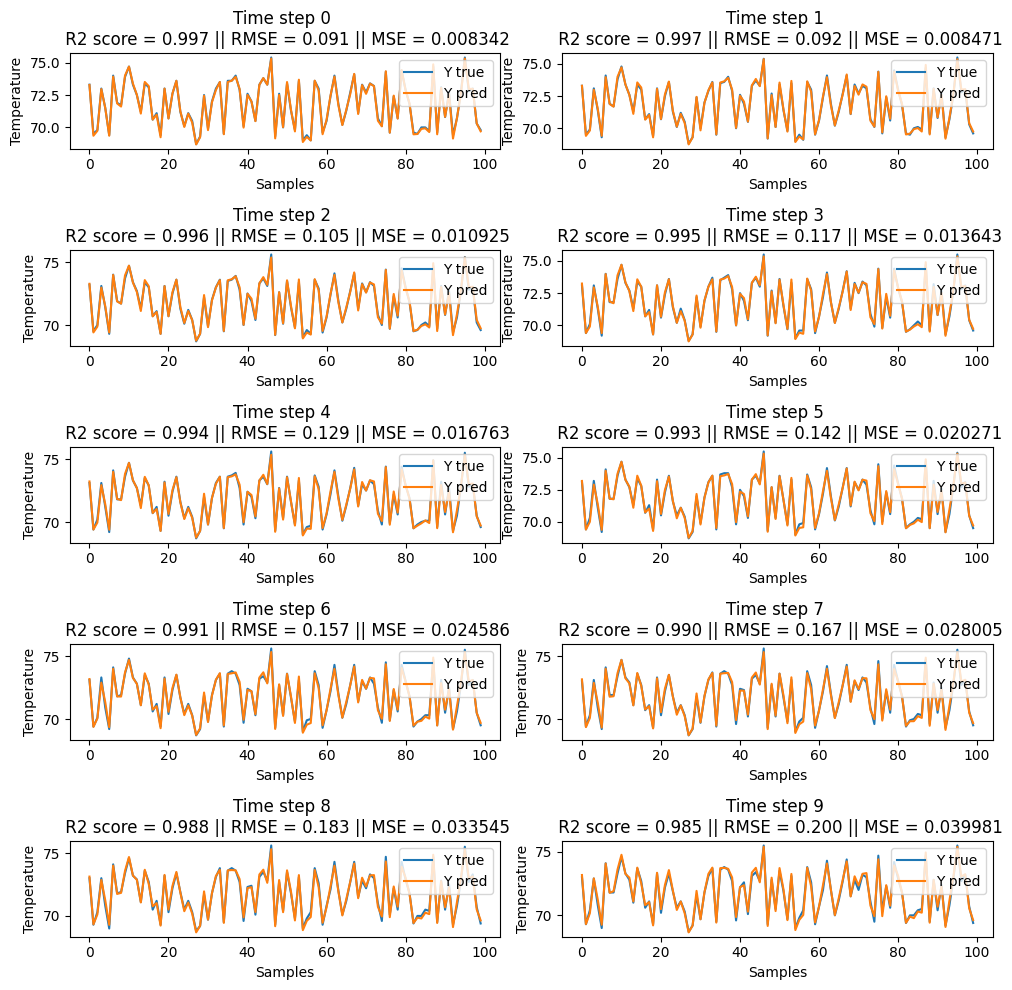 Time step 0
R2 score = 0.997 || RMSE = 0.091 || MSE = 0.008342
Temperature
75.0
72.5
70.0
Y true
Y pred
0 20 40 60 80 100
Samples
Time step 1
R2 score = 0.997 || RMSE = 0.092 || MSE = 0.008471
Temperature
75.0
72.5
70.0
Y true
Y pred
0 20 40 60 80 100
Samples
Time step 2
R2 score = 0.996 || RMSE = 0.105 || MSE = 0.010925
Temperature
75
70
Y true
Y pred
0 20 40 60 80 100
Samples
Time step 3
R2 score = 0.995 || RMSE = 0.117 || MSE = 0.013643
Temperature
75.0
72.5
70.0
Y true
Y pred
0 20 40 60 80 100
Samples
Time step 4
R2 score = 0.994 || RMSE = 0.129 || MSE = 0.016763
Temperature
75
70
Y true
Y pred
0 20 40 60 80 100
Samples
Time step 5
R2 score = 0.993 || RMSE = 0.142 || MSE = 0.020271
Temperature
75.0
72.5
70.0
Y true
Y pred
0 20 40 60 80 100
Samples
Time step 6
R2 score = 0.991 || RMSE = 0.157 || MSE = 0.024586
Temperature
75
70
Y true
Y pred
0 20 40 60 80 100
Samples
Time step 7
R2 score = 0.990 || RMSE = 0.167 || MSE = 0.028005
Temperature
75
70
Y true
Y pred
0 20 40 60 80 100
Samples
Time step 8
R2 score = 0.988 || RMSE = 0.183 || MSE = 0.033545
Temperature
75
70
Y true
Y pred
0 20 40 60 80 100
Samples
Time step 9
R2 score = 0.985 || RMSE = 0.200 || MSE = 0.039981
Temperature
75
70
Y true
Y pred
0 20 40 60 80 100
Samples